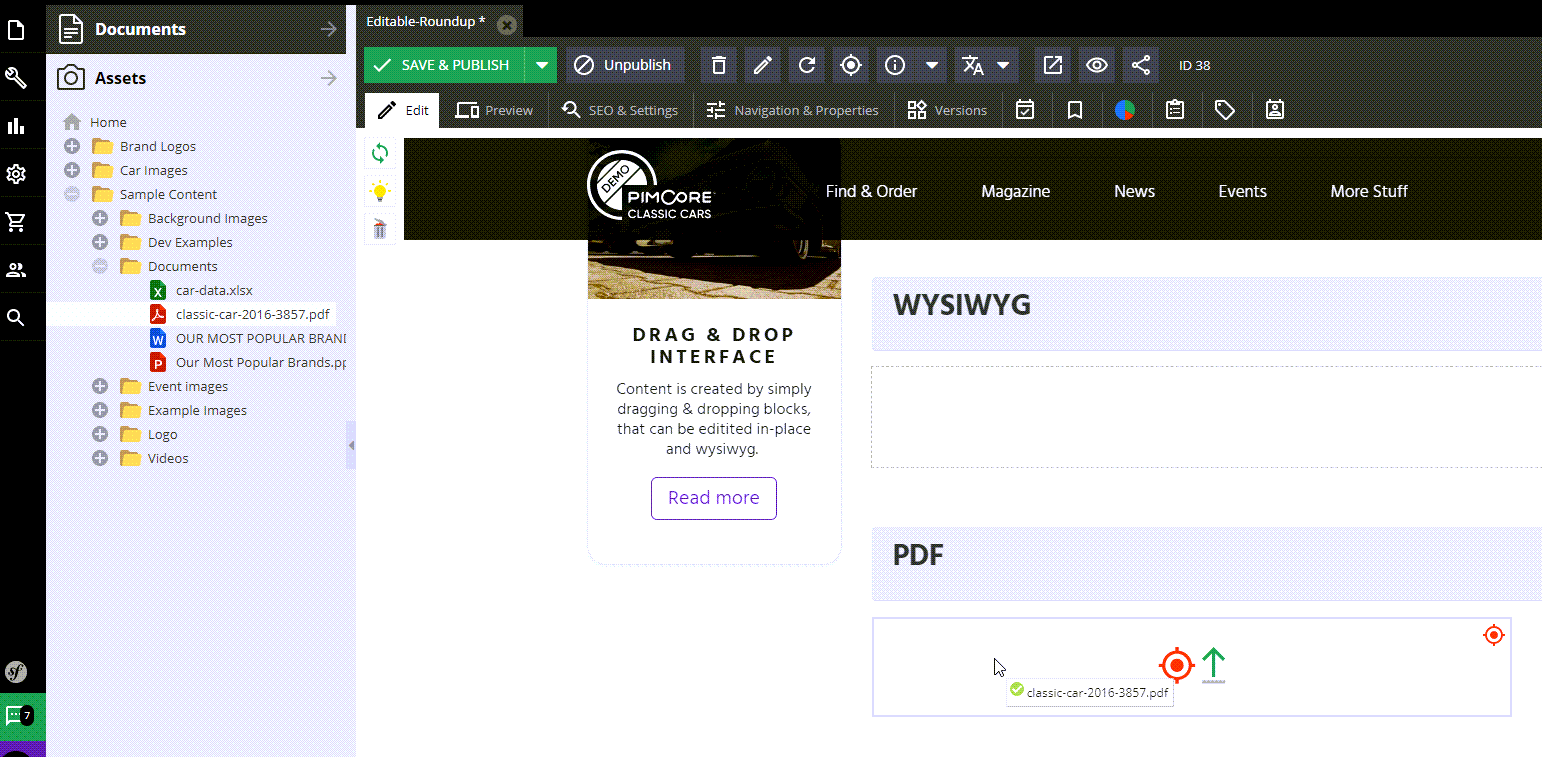 Documents
Assets
Home
Brand Logos
Car Images
Sample Content
Background Images
Dev Examples
Documents
car-data.xlsx
classic-car-2016-3857.pdf
OUR MOST POPULAR BRAND
Our Most Popular Brands.pp
Event images
Example Images
Logo
Videos
sf
7
Editable-Roundup *
SAVE & PUBLISH
Unpublish
ID 38
Edit
Preview
SEO & Settings
Navigation & Properties
Versions
DEMO
PIMCORE
CLASSIC CARS
Find & Order
Magazine
News
Events
More Stuff
DRAG & DROP
INTERFACE
Content is created by simply
dragging & dropping blocks,
that can be editited in-place
and wysiwyg.
Read more
WYSIWYG
PDF
classic-car-2016-3857.pdf